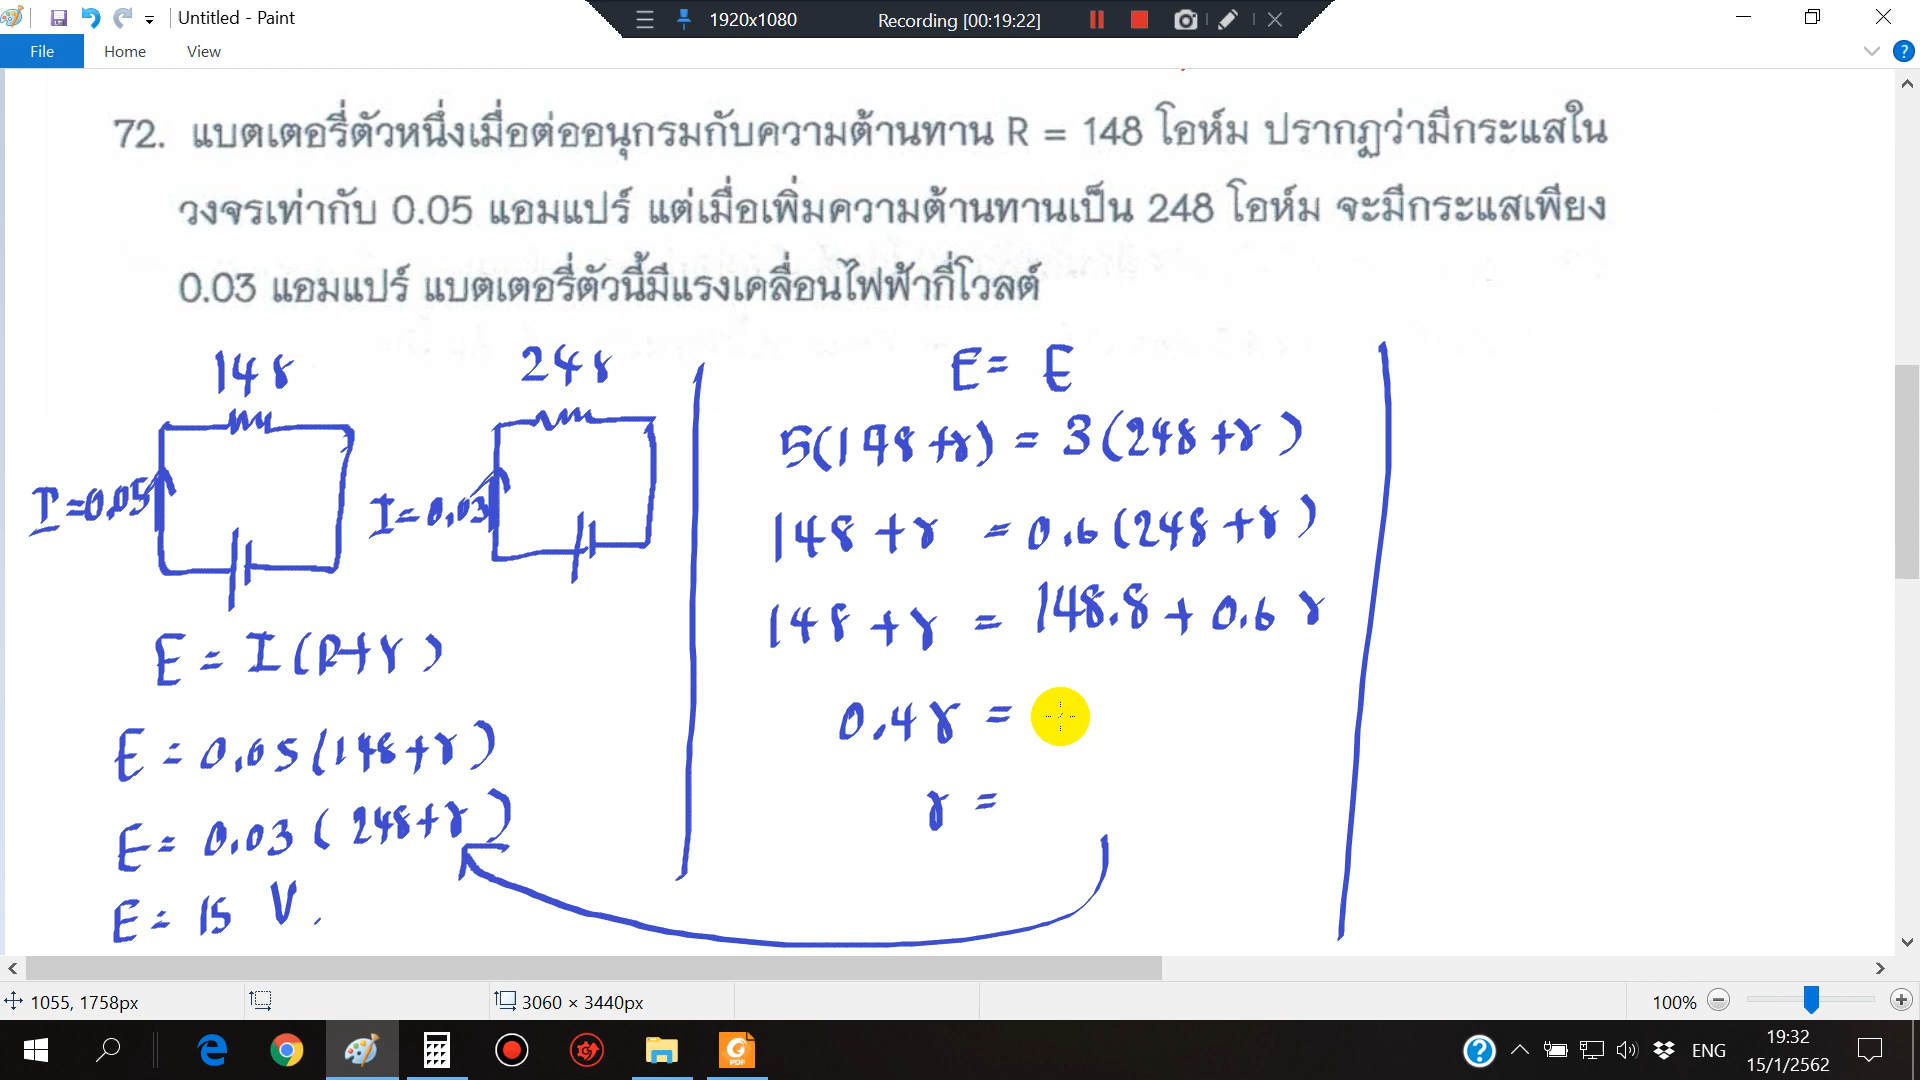 Untitled - Paint
1920x1080
Recording [00:19:22]
File
Home
View
72. แบตเตอรี่ตัวหนึ่งเมื่อต่ออนุกรมกับความต้านทาน R = 148 โอห์ม ปรากฏว่ามีกระแสใน
วงจรเท่ากับ 0.05 แอมแปร์ แต่เมื่อเพิ่มความต้านทานเป็น 248 โอห์ม จะมีกระแสเพียง
0.03 แอมแปร์ แบตเตอรี่ตัวนี้มีแรงเคลื่อนไฟฟ้ากี่โวลต์
148
248
I=0.05
I=0.03
E = I(R+r)
E = 0.05(148+r)
E = 0.03(248+r)
E = 15 V.
E = E
5(148+r) = 3(248+r)
148+r = 0.6(248+r)
148+r = 148.8+0.6r
0.4r =
r =
1055, 1758px
3060 × 3440px
100%
PDF
ENG
19:32
15/1/2562